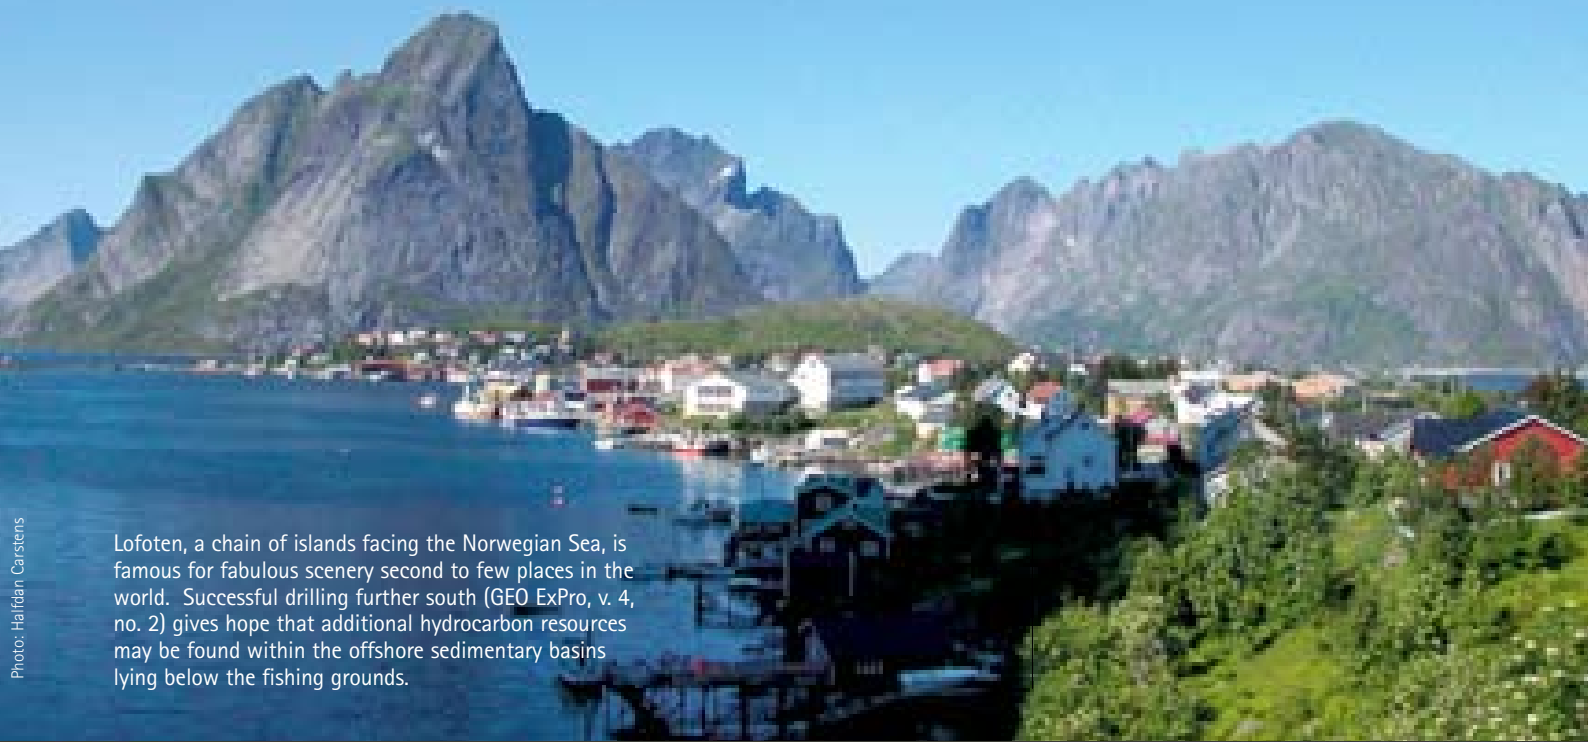 Lofoten, a chain of islands facing the Norwegian Sea, is
famous for fabulous scenery second to few places in the
world.  Successful drilling further south (GEO ExPro, v. 4,
no. 2) gives hope that additional hydrocarbon resources
may be found within the offshore sedimentary basins
lying below the fishing grounds.
Photo: Halfdan Carstens